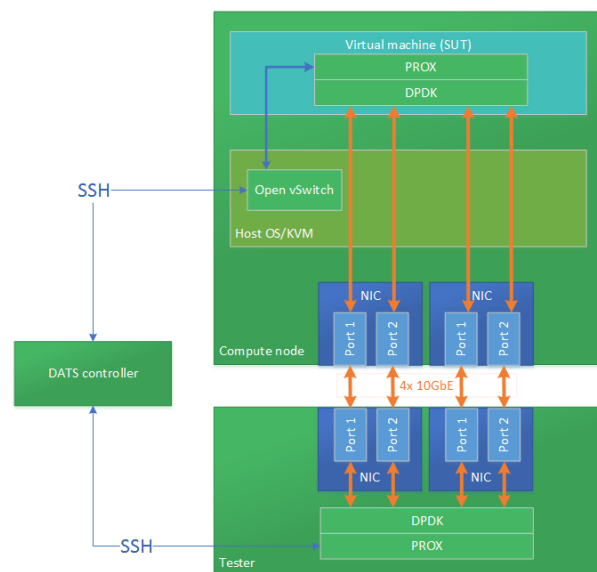 Virtual machine (SUT)
PROX
DPDK
SSH
Open vSwitch
Host OS/KVM
NIC
NIC
Port 1
Port 2
Port 1
Port 2
Compute node
DATS controller
4x 10GbE
Port 1
Port 2
Port 1
Port 2
NIC
NIC
DPDK
PROX
SSH
Tester